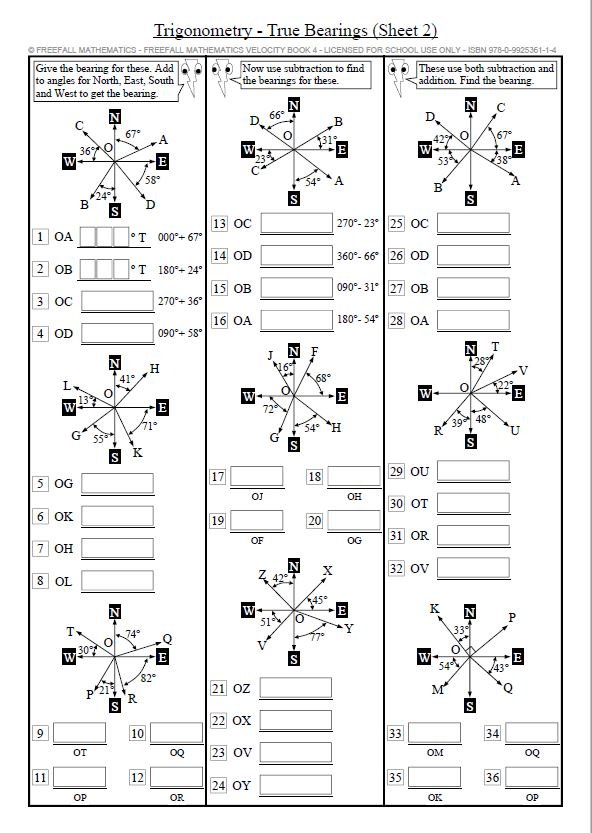 Trigonometry - True Bearings (Sheet 2)
© FREEFALL MATHEMATICS - FREEFALL MATHEMATICS VELOCITY BOOK 4 - LICENSED FOR SCHOOL USE ONLY - ISBN 978-0-9925361-1-4
Give the bearing for these. Add
to angles for North, East, South
and West to get the bearing.
N
C
67°
A
36°
O
W
E
58°
24°
B
D
S
1 OA ° T 000°+ 67°
2 OB ° T 180°+ 24°
3 OC 270°+ 36°
4 OD 090°+ 58°
N
H
41°
L
O
13°
W
E
71°
G
55°
K
S
5 OG
6 OK
7 OH
8 OL
N
T
74°
Q
O
30°
W
E
82°
21°
P
R
S
9 10
OT OQ
11 12
OP OR
Now use subtraction to find
the bearings for these.
N
66°
D
B
O
31°
W
E
23°
C
54°
A
S
13 OC 270°- 23°
14 OD 360°- 66°
15 OB 090°- 31°
16 OA 180°- 54°
N
J
F
16°
68°
O
W
E
72°
54°
H
G
S
17 18
OJ OH
19 20
OF OG
N
Z
42°
X
45°
W
E
51°
O
Y
77°
V
S
21 OZ
22 OX
23 OV
24 OY
These use both subtraction and
addition. Find the bearing.
N
C
D
42°
O
67°
W
E
53°
38°
B
A
S
25 OC
26 OD
27 OB
28 OA
N
T
28°
V
O
22°
W
E
39°
48°
R
U
S
29 OU
30 OT
31 OR
32 OV
N
K
P
33°
O
W
E
54°
43°
M
Q
S
33 34
OM OQ
35 36
OK OP